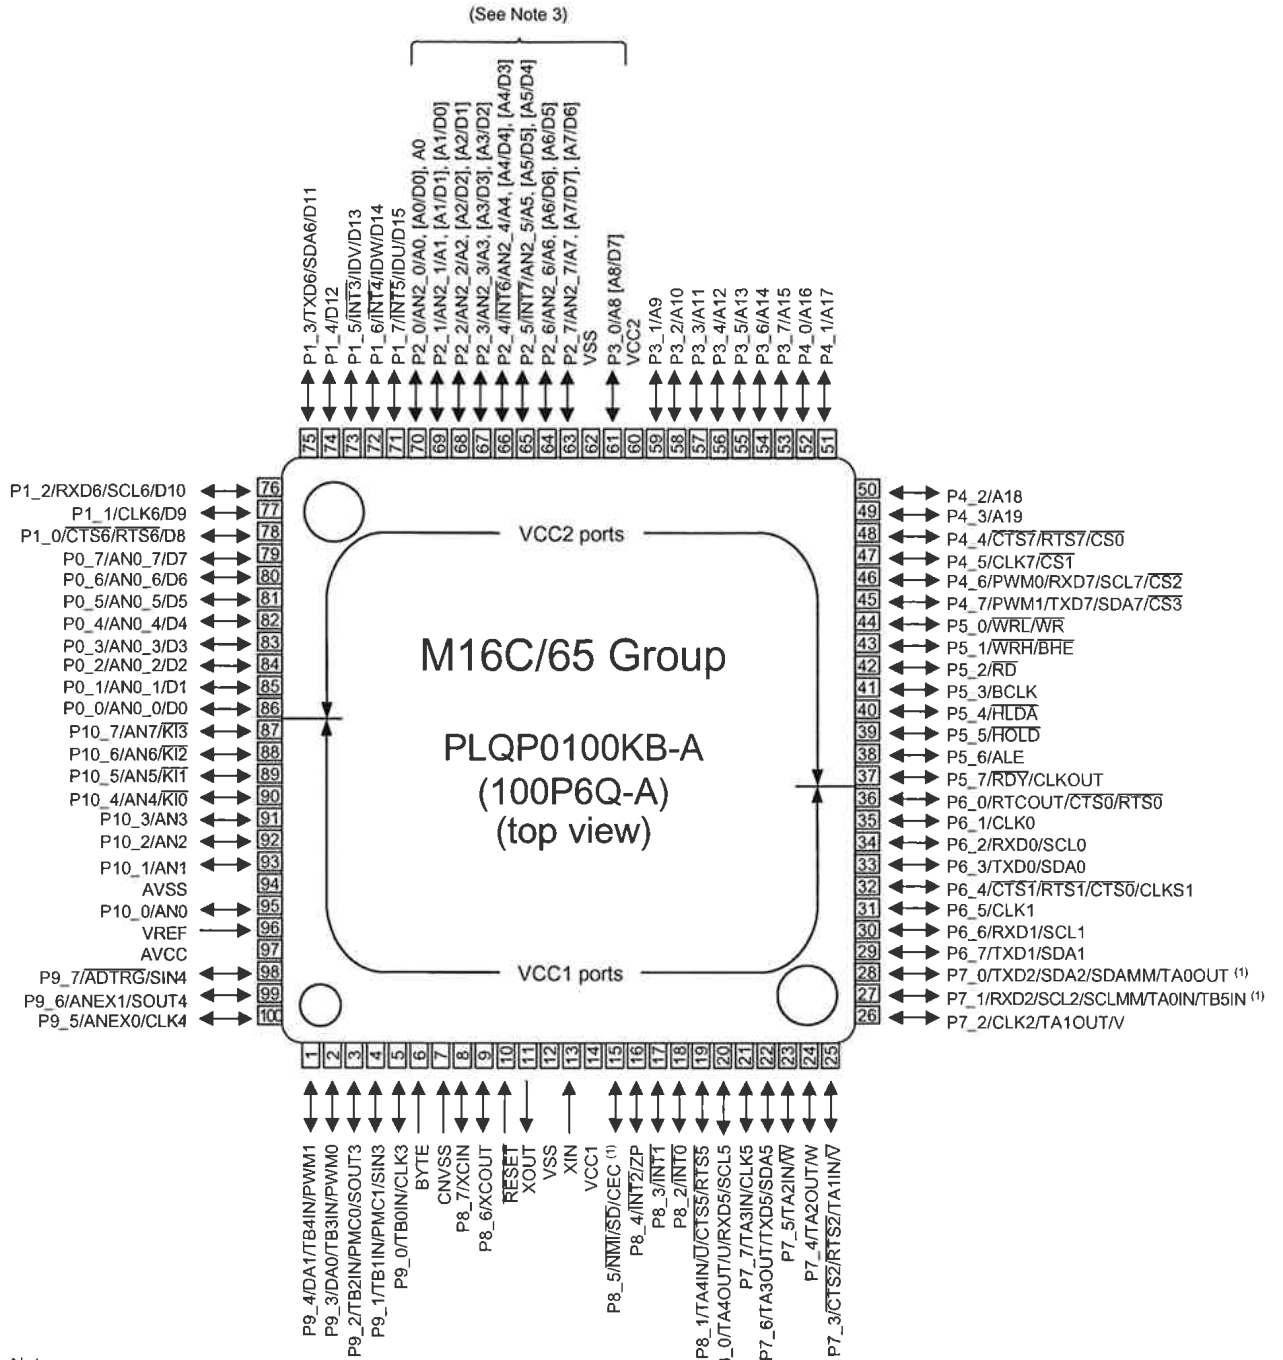 (See Note 3)
P1_3/TXD6/SDA6/D11
P1_4/D12
P1_5/INT3/IDV/D13
P1_6/INT4/IDW/D14
P1_7/INT5/IDU/D15
P2_0/AN2_0/A0, [A0/D0], A0
P2_1/AN2_1/A1, [A1/D1], [A1/D0]
P2_2/AN2_2/A2, [A2/D2], [A2/D1]
P2_3/AN2_3/A3, [A3/D3], [A3/D2]
P2_4/INT6/AN2_4/A4, [A4/D4], [A4/D3]
P2_5/INT7/AN2_5/A5, [A5/D5], [A5/D4]
P2_6/AN2_6/A6, [A6/D6], [A6/D5]
P2_7/AN2_7/A7, [A7/D7], [A7/D6]
VSS
P3_0/A8 [A8/D7]
VCC2
P3_1/A9
P3_2/A10
P3_3/A11
P3_4/A12
P3_5/A13
P3_6/A14
P3_7/A15
P4_0/A16
P4_1/A17
75 74 73 72 71 70 69 68 67 66 65 64 63 62 61 60 59 58 57 56 55 54 53 52 51
P1_2/RXD6/SCL6/D10 76
P1_1/CLK6/D9 77
P1_0/CTS6/RTS6/D8 78
P0_7/AN0_7/D7 79
P0_6/AN0_6/D6 80
P0_5/AN0_5/D5 81
P0_4/AN0_4/D4 82
P0_3/AN0_3/D3 83
P0_2/AN0_2/D2 84
P0_1/AN0_1/D1 85
P0_0/AN0_0/D0 86
P10_7/AN7/KI3 87
P10_6/AN6/KI2 88
P10_5/AN5/KI1 89
P10_4/AN4/KI0 90
P10_3/AN3 91
P10_2/AN2 92
P10_1/AN1 93
AVSS 94
P10_0/AN0 95
VREF 96
AVCC 97
P9_7/ADTRG/SIN4 98
P9_6/ANEX1/SOUT4 99
P9_5/ANEX0/CLK4 100
VCC2 ports
M16C/65 Group
PLQP0100KB-A
(100P6Q-A)
(top view)
VCC1 ports
50 P4_2/A18
49 P4_3/A19
48 P4_4/CTS7/RTS7/CS0
47 P4_5/CLK7/CS1
46 P4_6/PWM0/RXD7/SCL7/CS2
45 P4_7/PWM1/TXD7/SDA7/CS3
44 P5_0/WRL/WR
43 P5_1/WRH/BHE
42 P5_2/RD
41 P5_3/BCLK
40 P5_4/HLDA
39 P5_5/HOLD
38 P5_6/ALE
37 P5_7/RDY/CLKOUT
36 P6_0/RTCOUT/CTS0/RTS0
35 P6_1/CLK0
34 P6_2/RXD0/SCL0
33 P6_3/TXD0/SDA0
32 P6_4/CTS1/RTS1/CTS0/CLKS1
31 P6_5/CLK1
30 P6_6/RXD1/SCL1
29 P6_7/TXD1/SDA1
28 P7_0/TXD2/SDA2/SDAMM/TA0OUT (1)
27 P7_1/RXD2/SCL2/SCLMM/TA0IN/TB5IN (1)
26 P7_2/CLK2/TA1OUT/V
1 2 3 4 5 6 7 8 9 10 11 12 13 14 15 16 17 18 19 20 21 22 23 24 25
P9_4/DA1/TB4IN/PWM1
P9_3/DA0/TB3IN/PWM0
P9_2/TB2IN/PMC0/SOUT3
P9_1/TB1IN/PMC1/SIN3
P9_0/TB0IN/CLK3
BYTE
CNVSS
P8_7/XCIN
P8_6/XCOUT
RESET
XOUT
VSS
XIN
VCC1
P8_5/NMI/SD/CEC (1)
P8_4/INT2/ZP
P8_3/INT1
P8_2/INT0
P8_1/TA4IN/U/CTS5/RTS5
_0/TA4OUT/U/RXD5/SCL5
P7_7/TA3IN/CLK5
P7_6/TA3OUT/TXD5/SDA5
P7_5/TA2IN/W
P7_4/TA2OUT/W
P7_3/CTS2/RTS2/TA1IN/V